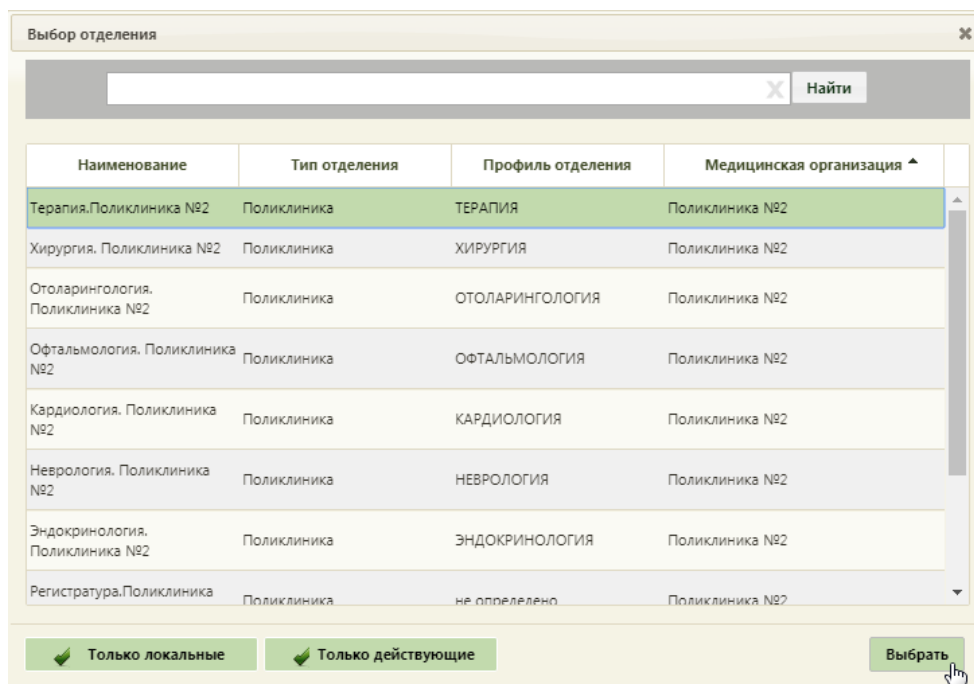 Выбор отделения
Найти
Наименование Тип отделения Профиль отделения Медицинская организация
Терапия.Поликлиника №2 Поликлиника ТЕРАПИЯ Поликлиника №2
Хирургия. Поликлиника №2 Поликлиника ХИРУРГИЯ Поликлиника №2
Отоларингология.
Поликлиника №2 Поликлиника ОТОЛАРИНГОЛОГИЯ Поликлиника №2
Офтальмология. Поликлиника
№2 Поликлиника ОФТАЛЬМОЛОГИЯ Поликлиника №2
Кардиология. Поликлиника
№2 Поликлиника КАРДИОЛОГИЯ Поликлиника №2
Неврология. Поликлиника
№2 Поликлиника НЕВРОЛОГИЯ Поликлиника №2
Эндокринология.
Поликлиника №2 Поликлиника ЭНДОКРИНОЛОГИЯ Поликлиника №2
Регистратура.Поликлиника
Поликлиника не определено Поликлиника №2
Только локальные Только действующие Выбрать